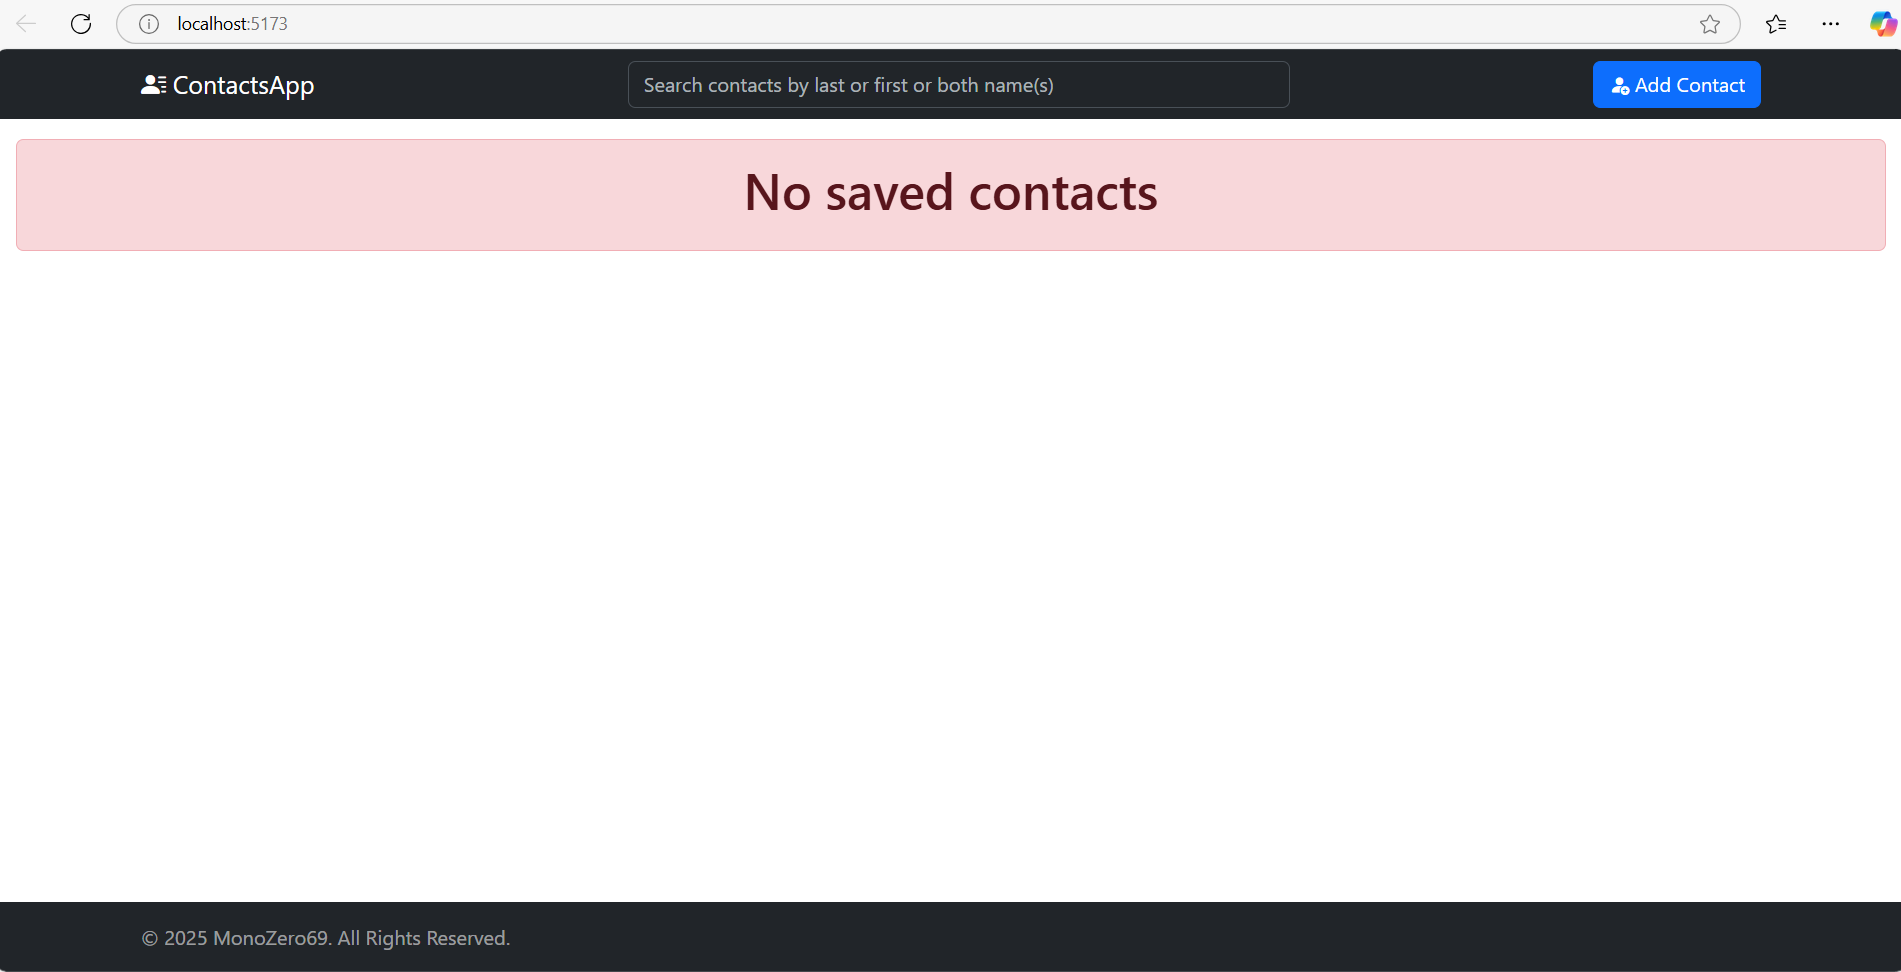 localhost:5173
ContactsApp
Search contacts by last or first or both name(s)
Add Contact
No saved contacts
© 2025 MonoZero69. All Rights Reserved.